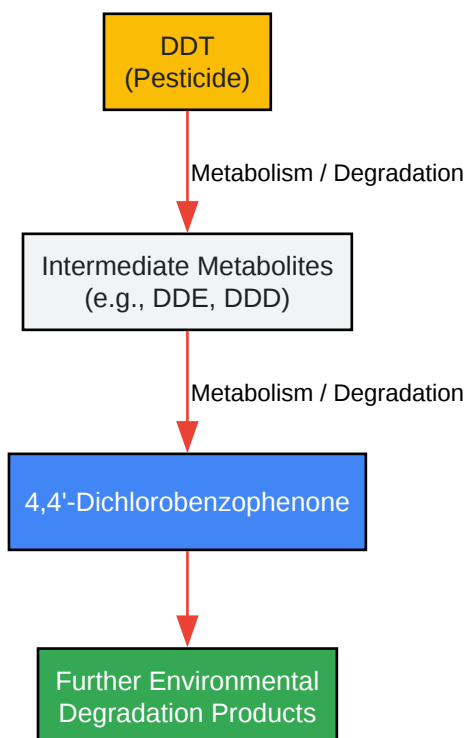 DDT
(Pesticide)
Metabolism / Degradation
Intermediate Metabolites
(e.g., DDE, DDD)
Metabolism / Degradation
4,4'-Dichlorobenzophenone
Further Environmental
Degradation Products